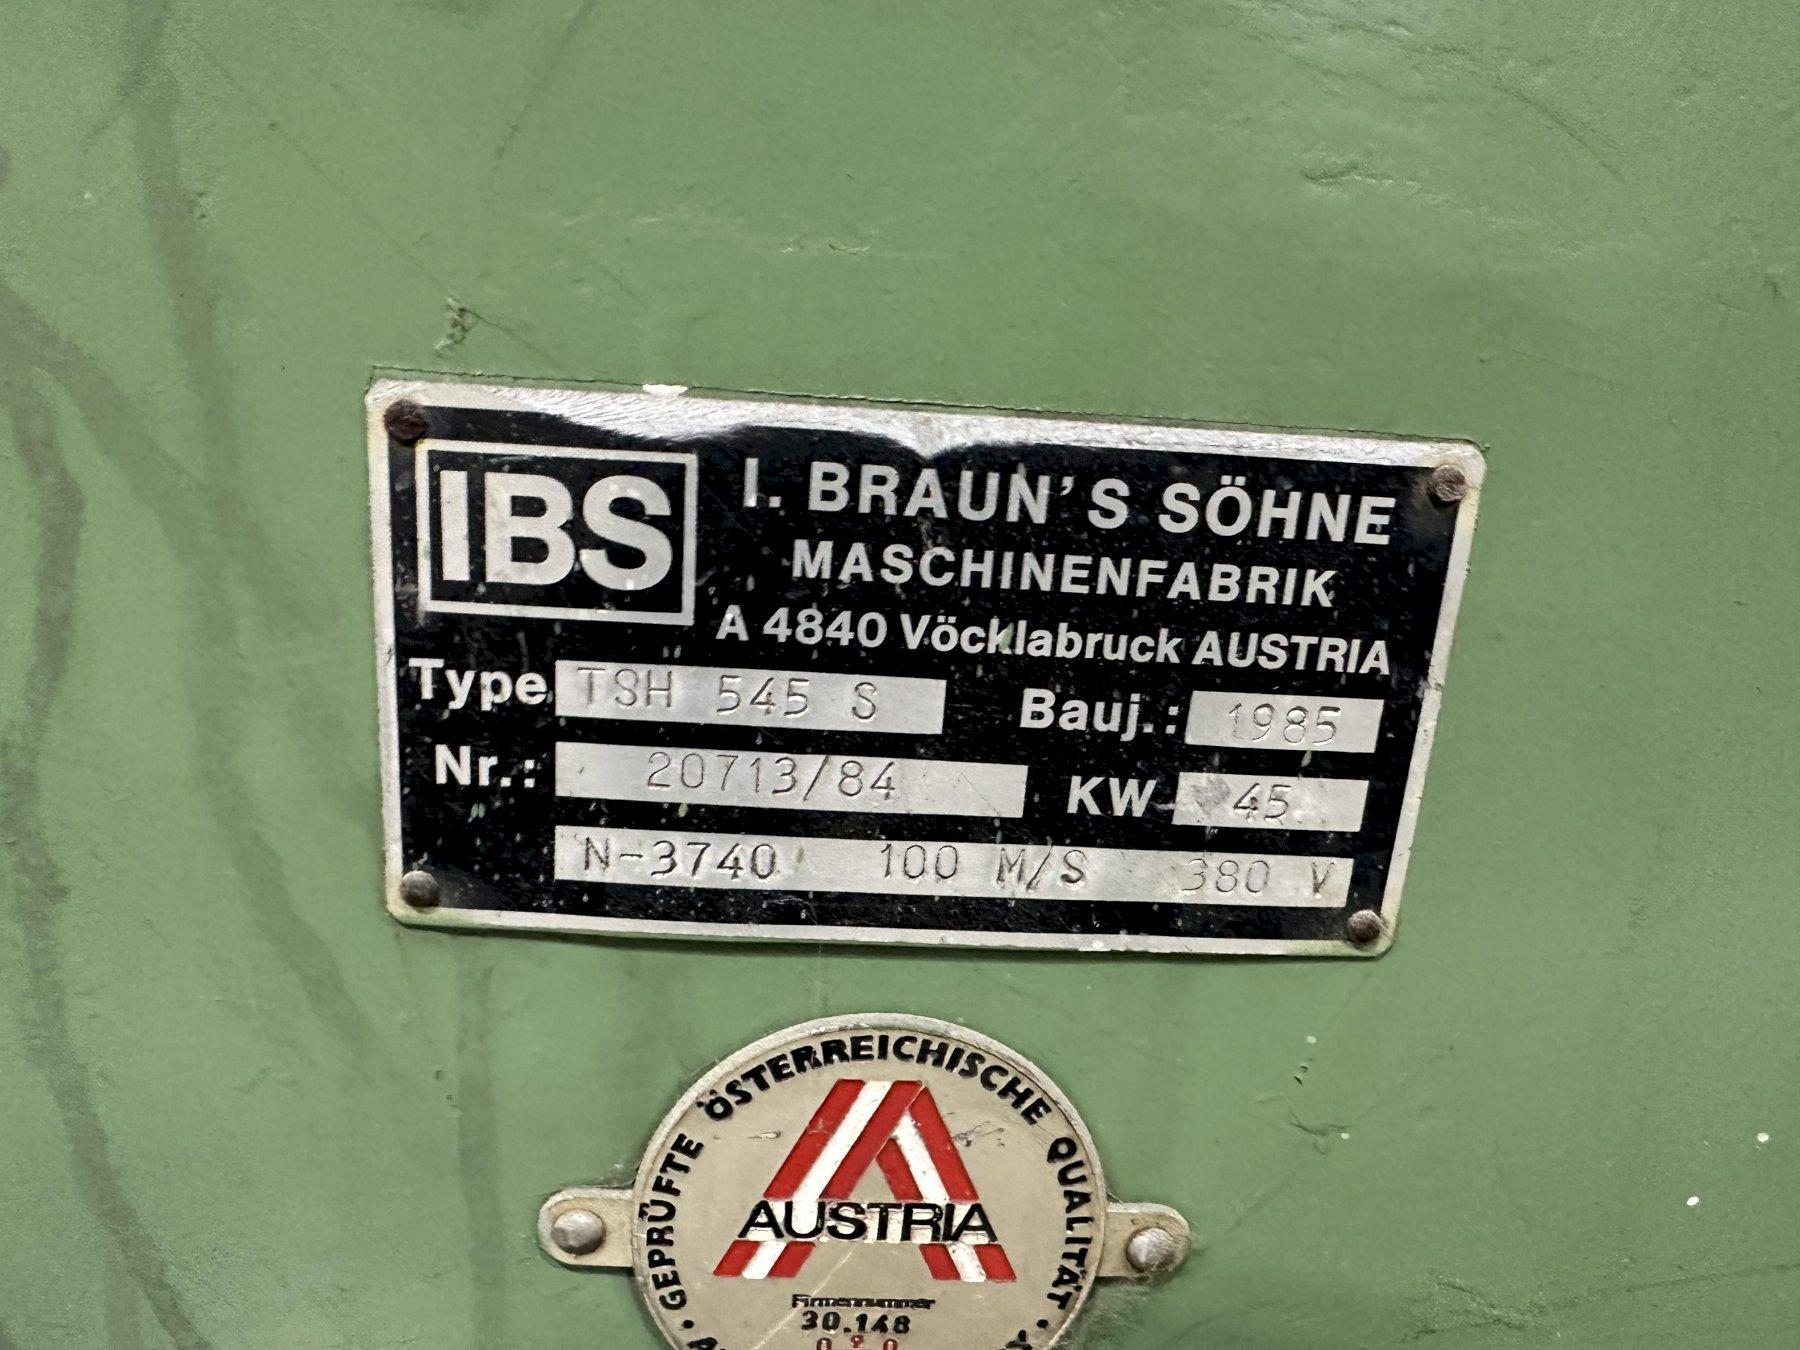 IBS
I. BRAUN'S SÖHNE
MASCHINENFABRIK
A 4840 Vöcklabruck AUSTRIA
Type TSH 545 S Bauj.: 1985
Nr.: 20713/84 KW 45
N-3740 100 M/S 380 V
GEPRÜFTE ÖSTERREICHISCHE QUALITÄT
AUSTRIA
Firmennummer
30.148